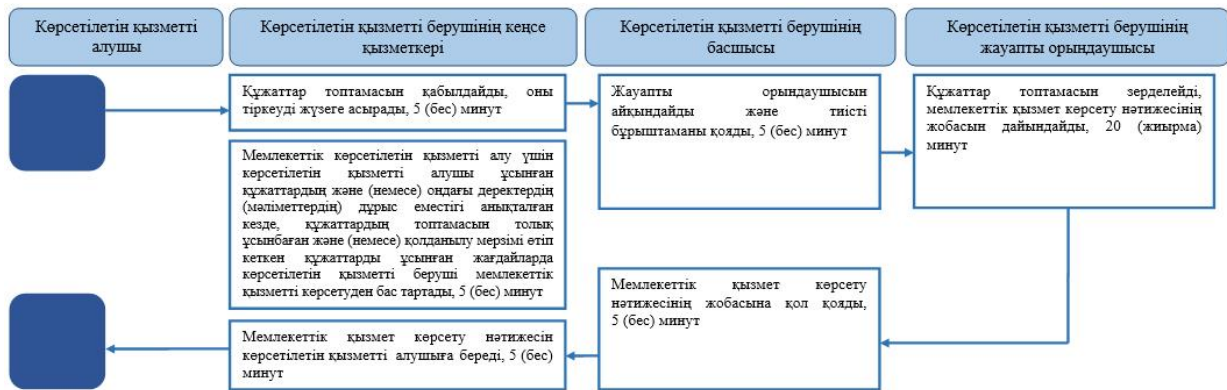 Көрсетілетін қызметті
алушы
Көрсетілетін қызметті берушінің кеңсе
қызметкері
Көрсетілетін қызметті берушінің
басшысы
Көрсетілетін қызметті берушінің
жауапты орындаушысы
Құжаттар топтамасын қабылдайды, оны
тіркеуді жүзеге асырады, 5 (бес) минут
Жауапты орындаушысын
айқындайды және тиісті
бұрыштаманы қояды, 5 (бес) минут
Құжаттар топтамасын зерделейді,
мемлекеттік қызмет көрсету нәтижесінің
жобасын дайындайды, 20 (жиырма)
минут
Мемлекеттік көрсетілетін қызметті алу үшін
көрсетілетін қызметті алушы ұсынған
құжаттардың және (немесе) ондағы деректердің
(мәліметтердің) дұрыс еместігі анықталған
кезде, құжаттардың топтамасын толық
ұсынбаған және (немесе) қолданылу мерзімі өтіп
кеткен құжаттарды ұсынған жағдайларда
көрсетілетін қызметті беруші мемлекеттік
қызметті көрсетуден бас тартады, 5 (бес) минут
Мемлекеттік қызмет көрсету
нәтижесінің жобасына қол қояды,
5 (бес) минут
Мемлекеттік қызмет көрсету нәтижесін
көрсетілетін қызметті алушыға береді, 5 (бес)
минут